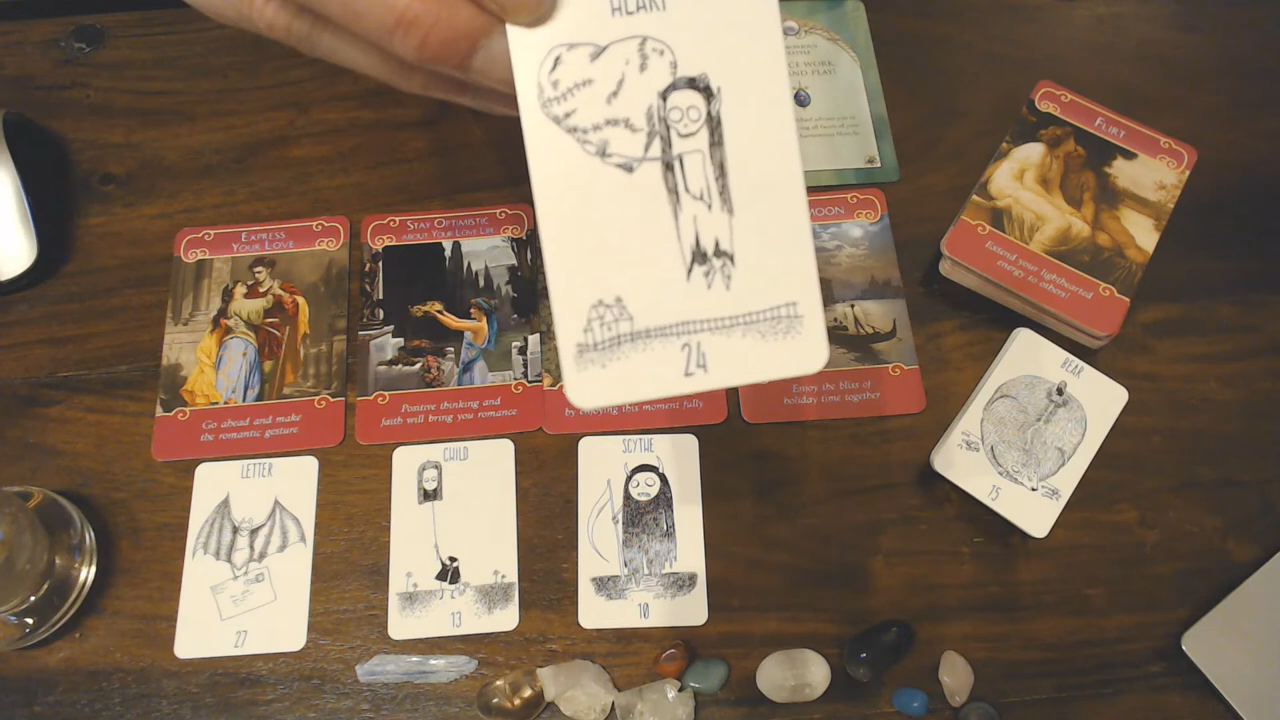 HEART
24
AND PLAY!
EXPRESS
YOUR LOVE
Go ahead and make
the romantic gesture
STAY OPTIMISTIC
ABOUT YOUR LOVE LIFE
Positive thinking and
faith will bring you romance
by enjoying this moment fully
MOON
Enjoy the bliss of
holiday time together
FLIRT
Extend your lighthearted
energy to others!
LETTER
27
CHILD
13
SCYTHE
10
BEAR
15